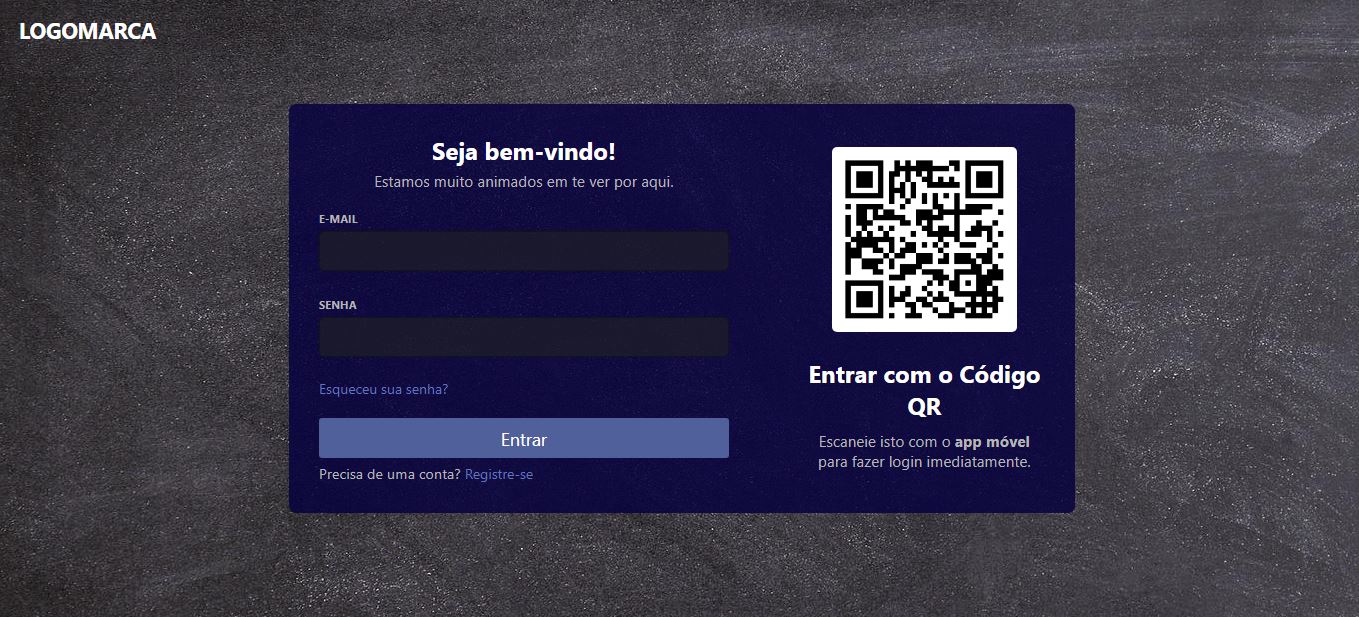 LOGOMARCA
Seja bem-vindo!
Estamos muito animados em te ver por aqui.
E-MAIL
SENHA
Esqueceu sua senha?
Entrar
Precisa de uma conta? Registre-se
Entrar com o Código
QR
Escaneie isto com o app móvel
para fazer login imediatamente.